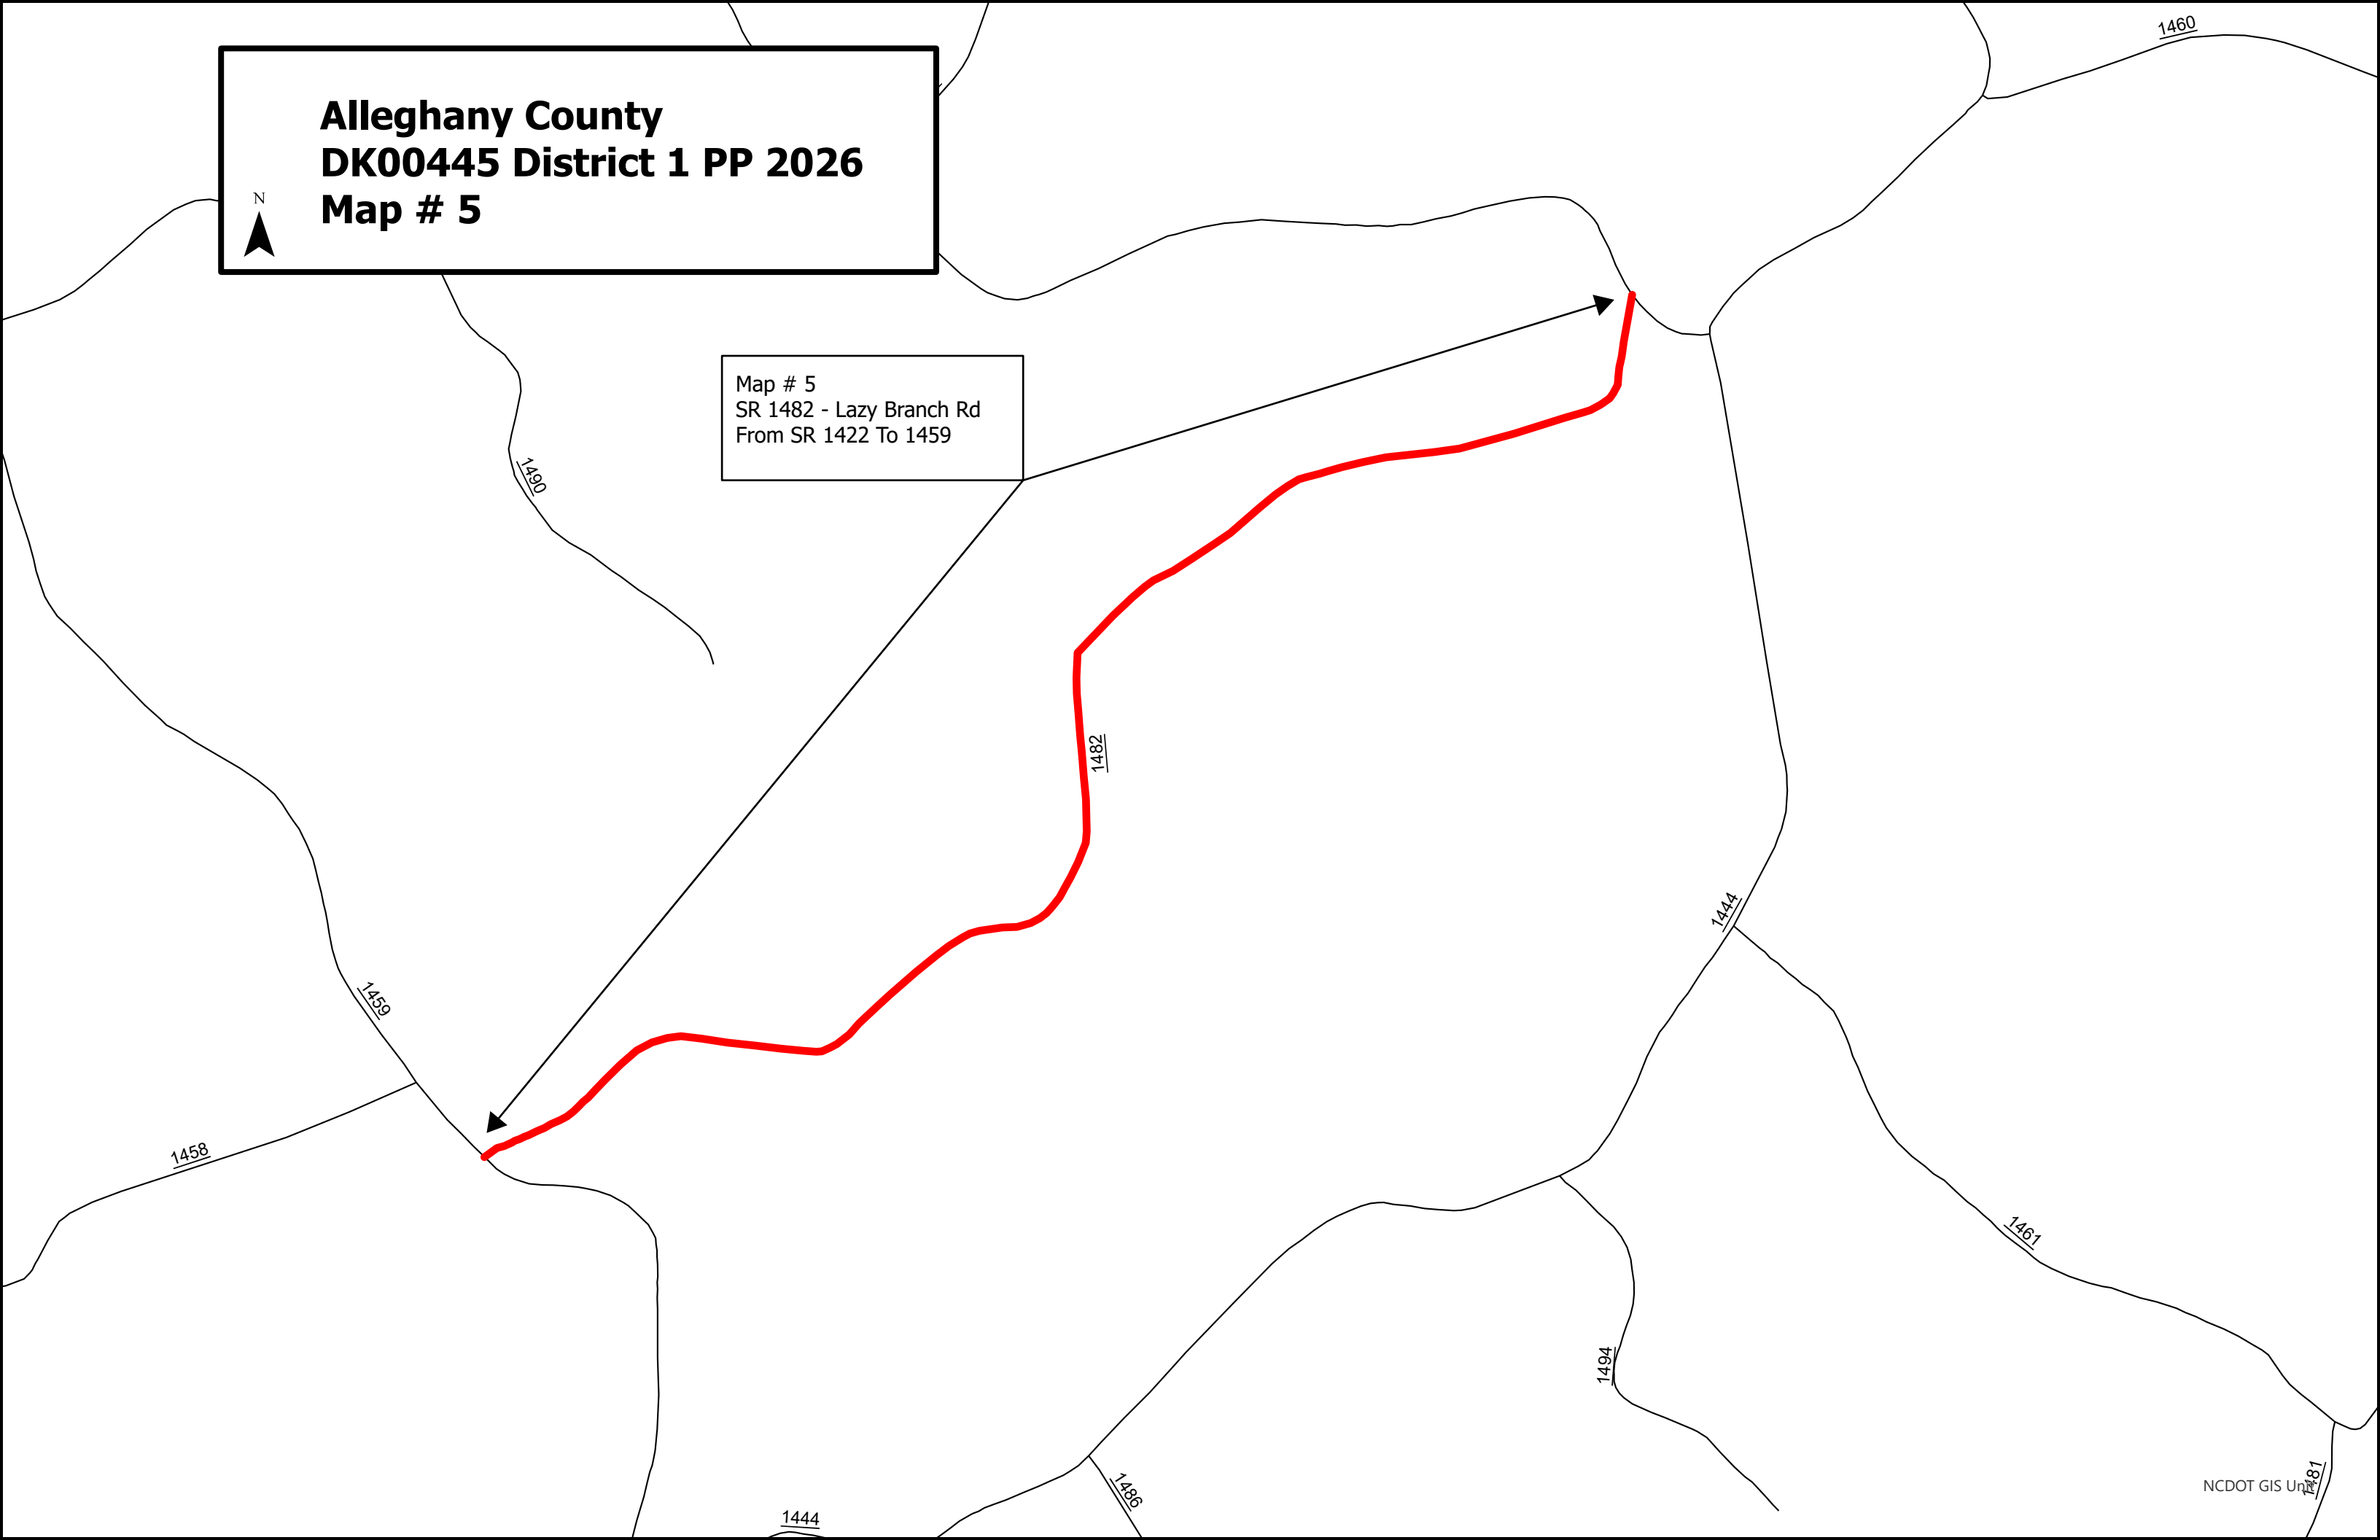 1460
Alleghany County
DK00445 District 1 PP 2026
Map # 5
N
Map # 5
SR 1482 - Lazy Branch Rd
From SR 1422 To 1459
1490
1482
1444
1459
1458
1461
1494
1486
1444
1481
NCDOT GIS Unit